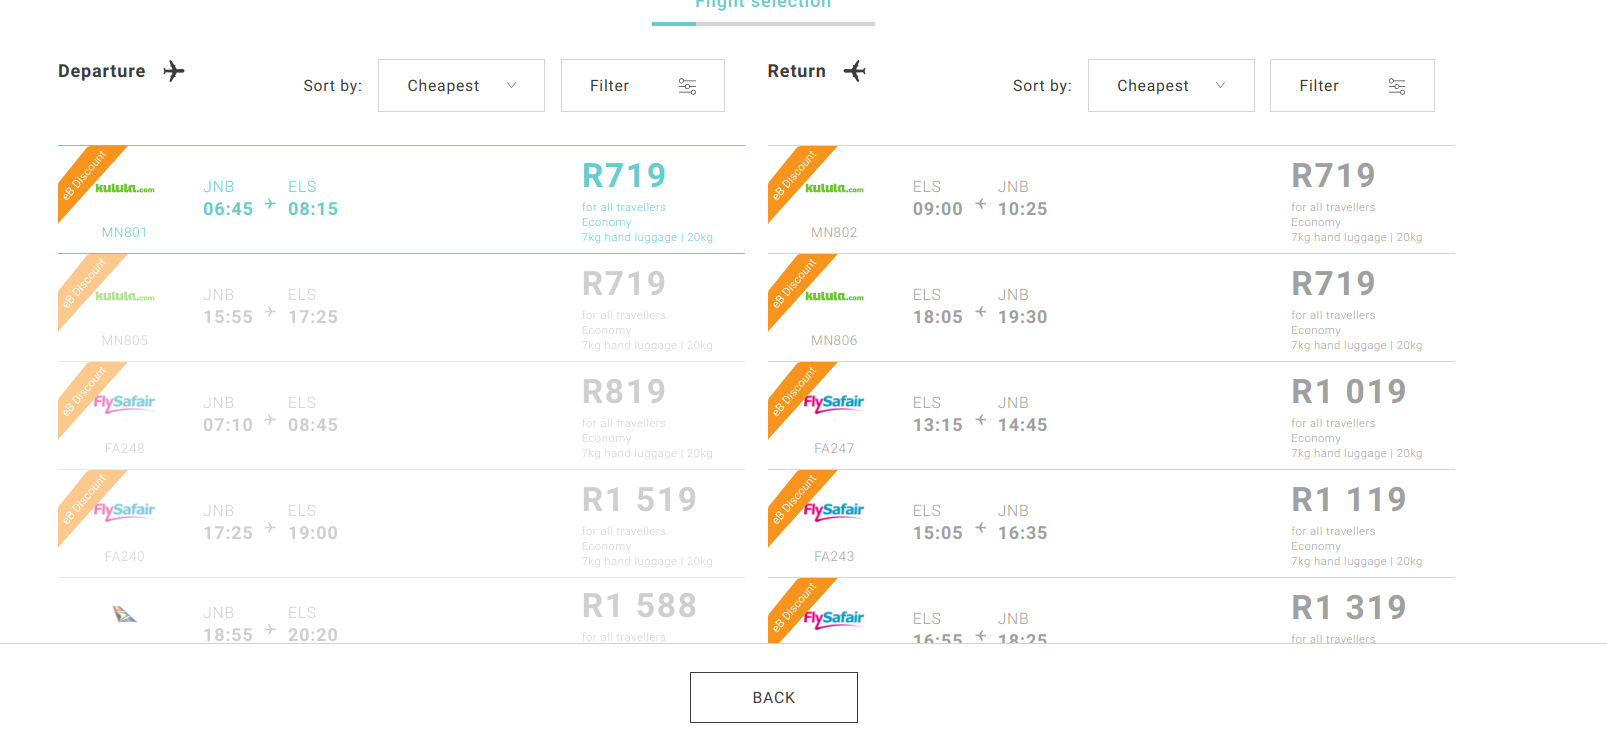 Flight selection
Departure
Sort by:
Cheapest
Filter
eB Discount
kulula.com
MN801
JNB
ELS
06:45
08:15
R719
for all travellers
Economy
7kg hand luggage | 20kg
eB Discount
kulula.com
MN805
JNB
ELS
15:55
17:25
R719
for all travellers
Economy
7kg hand luggage | 20kg
eB Discount
FlySafair
FA248
JNB
ELS
07:10
08:45
R819
for all travellers
Economy
7kg hand luggage | 20kg
eB Discount
FlySafair
FA240
JNB
ELS
17:25
19:00
R1 519
for all travellers
Economy
7kg hand luggage | 20kg
JNB
ELS
18:55
20:20
R1 588
for all travellers
Return
Sort by:
Cheapest
Filter
eB Discount
kulula.com
MN802
ELS
JNB
09:00
10:25
R719
for all travellers
Economy
7kg hand luggage | 20kg
eB Discount
kulula.com
MN806
ELS
JNB
18:05
19:30
R719
for all travellers
Economy
7kg hand luggage | 20kg
eB Discount
FlySafair
FA247
ELS
JNB
13:15
14:45
R1 019
for all travellers
Economy
7kg hand luggage | 20kg
eB Discount
FlySafair
FA243
ELS
JNB
15:05
16:35
R1 119
for all travellers
Economy
7kg hand luggage | 20kg
eB Discount
FlySafair
ELS
JNB
16:55
18:25
R1 319
for all travellers
BACK